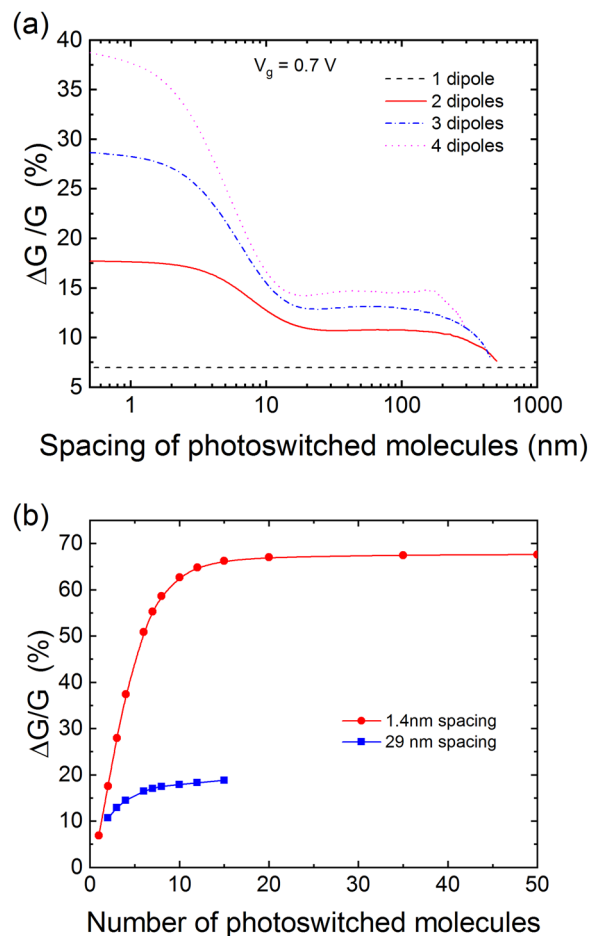 (a)
V_g = 0.7 V
1 dipole
2 dipoles
3 dipoles
4 dipoles
ΔG/G (%)
40
35
30
25
20
15
10
5
1 10 100 1000
Spacing of photoswitched molecules (nm)
(b)
ΔG/G (%)
70
60
50
40
30
20
10
0
1.4nm spacing
29 nm spacing
0 10 20 30 40 50
Number of photoswitched molecules